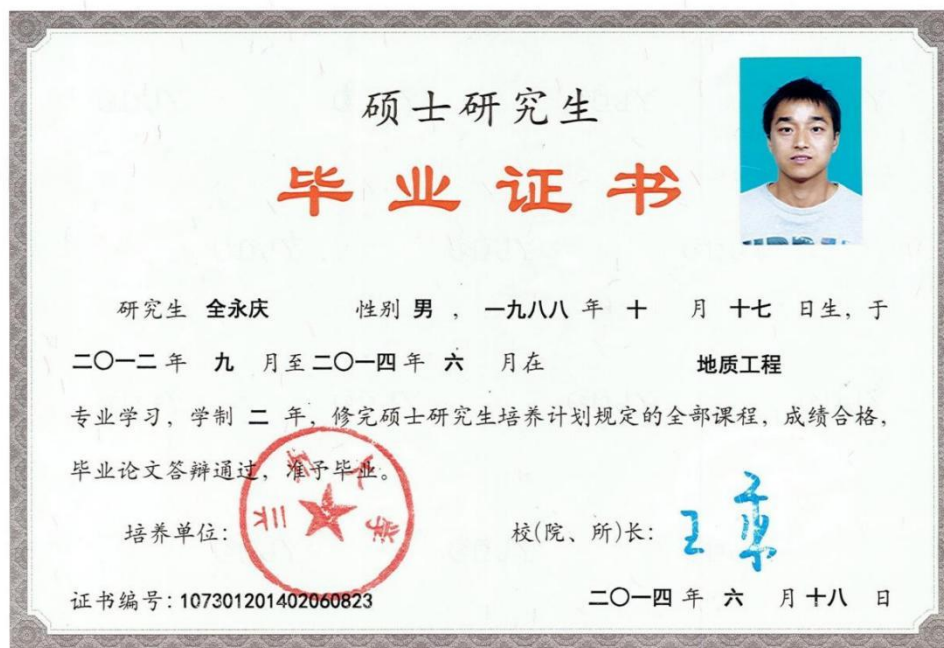 硕士研究生
毕业证书
研究生 全永庆 性别 男 ， 一九八八 年 十 月 十七 日生，于
二〇一二 年 九 月至 二〇一四 年 六 月在 地质工程
专业学习，学制 二 年，修完硕士研究生培养计划规定的全部课程，成绩合格，
毕业论文答辩通过，准予毕业。
培养单位： 校(院、所)长：
证书编号：107301201402060823 二〇一四 年 六 月 十八 日